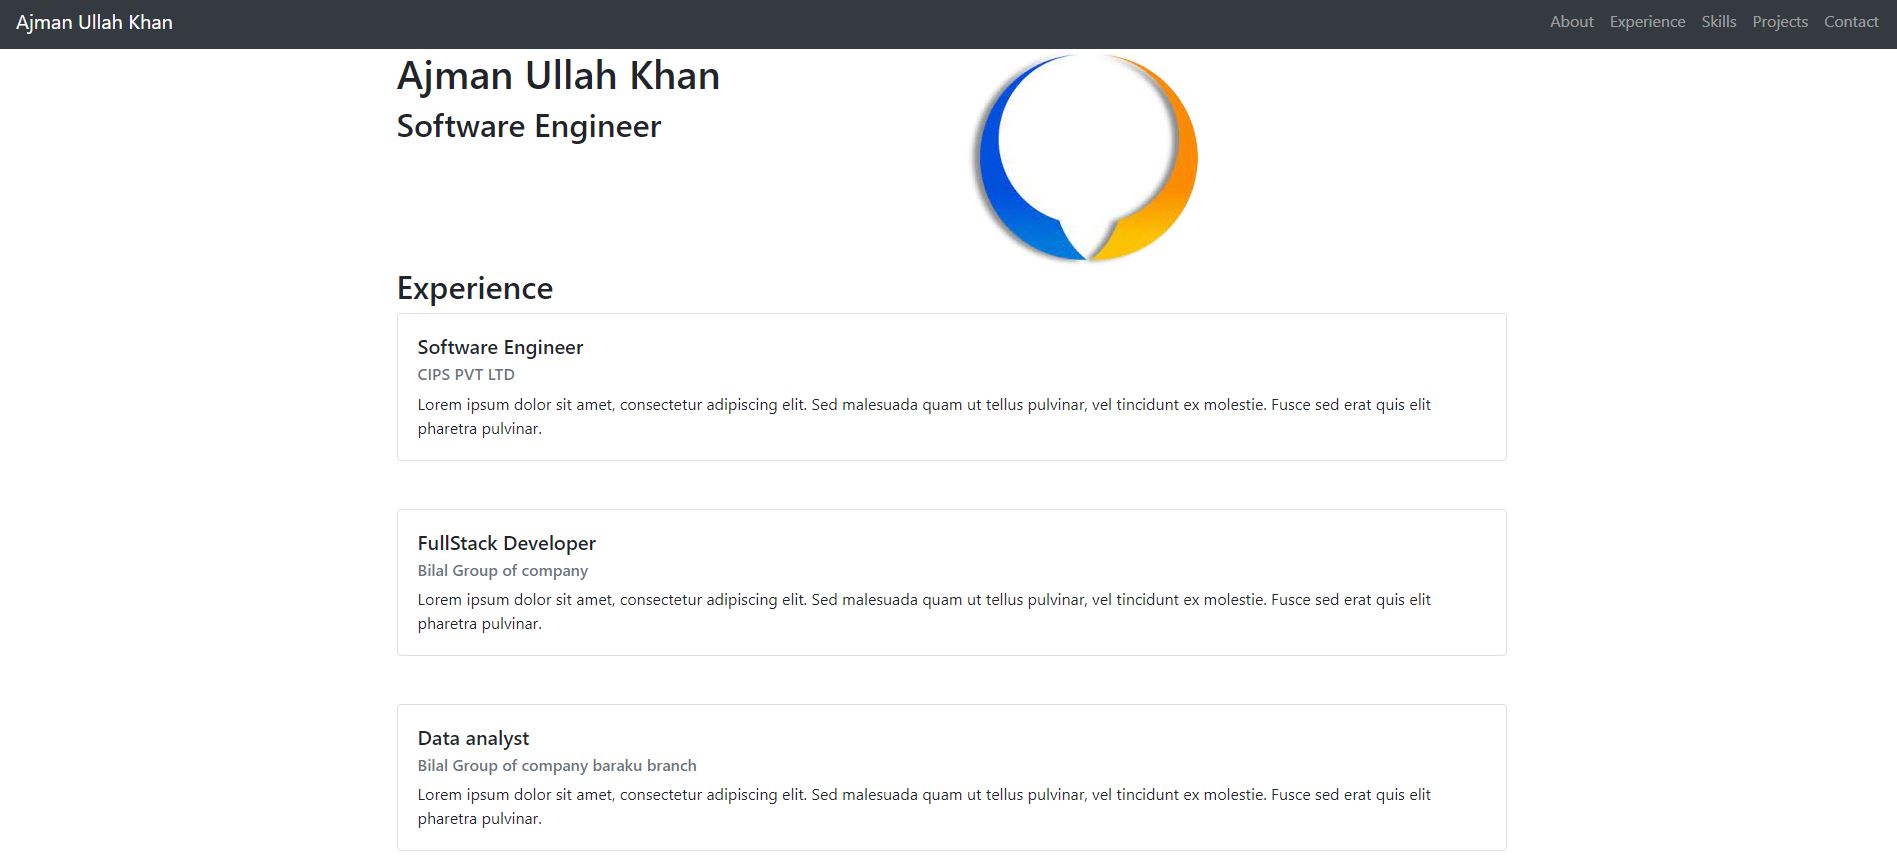 Ajman Ullah Khan
About Experience Skills Projects Contact
Ajman Ullah Khan
Software Engineer
Experience
Software Engineer
CIPS PVT LTD
Lorem ipsum dolor sit amet, consectetur adipiscing elit. Sed malesuada quam ut tellus pulvinar, vel tincidunt ex molestie. Fusce sed erat quis elit
pharetra pulvinar.
FullStack Developer
Bilal Group of company
Lorem ipsum dolor sit amet, consectetur adipiscing elit. Sed malesuada quam ut tellus pulvinar, vel tincidunt ex molestie. Fusce sed erat quis elit
pharetra pulvinar.
Data analyst
Bilal Group of company baraku branch
Lorem ipsum dolor sit amet, consectetur adipiscing elit. Sed malesuada quam ut tellus pulvinar, vel tincidunt ex molestie. Fusce sed erat quis elit
pharetra pulvinar.